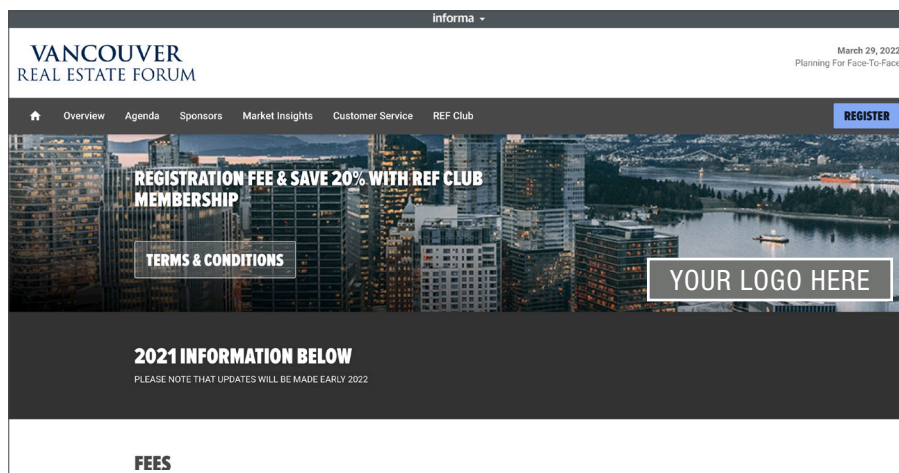 informa
VANCOUVER
REAL ESTATE FORUM
March 29, 2022
Planning For Face-To-Face
Overview Agenda Sponsors Market Insights Customer Service REF Club
REGISTER
REGISTRATION FEE & SAVE 20% WITH REF CLUB
MEMBERSHIP
TERMS & CONDITIONS
YOUR LOGO HERE
2021 INFORMATION BELOW
PLEASE NOTE THAT UPDATES WILL BE MADE EARLY 2022
FEES